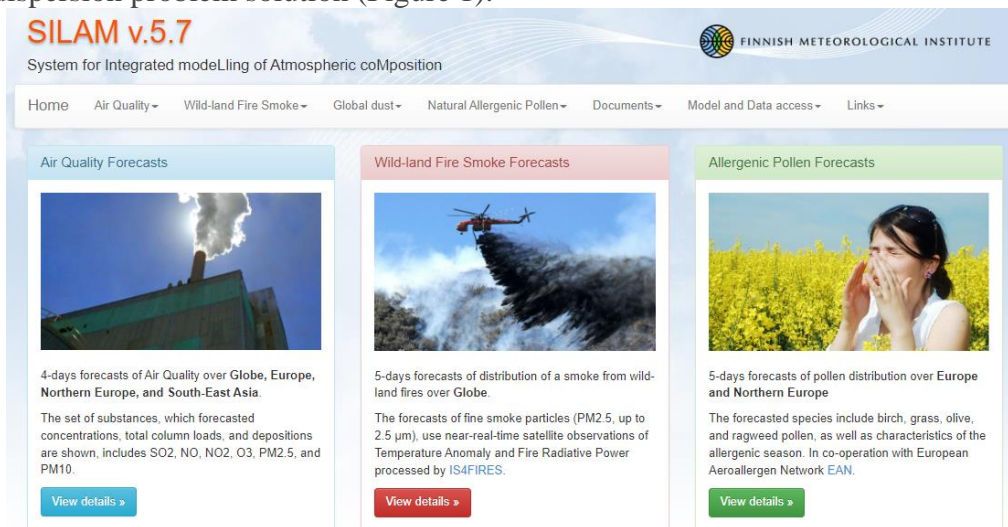 dispersion problem solution (Figure 1).
SILAM v.5.7
System for Integrated modeLling of Atmospheric coMposition
FINNISH METEOROLOGICAL INSTITUTE
Home Air Quality Wild-land Fire Smoke Global dust Natural Allergenic Pollen Documents Model and Data access Links
Air Quality Forecasts
4-days forecasts of Air Quality over Globe, Europe,
Northern Europe, and South-East Asia.
The set of substances, which forecasted
concentrations, total column loads, and depositions
are shown, includes SO2, NO, NO2, O3, PM2.5, and
PM10.
View details »
Wild-land Fire Smoke Forecasts
5-days forecasts of distribution of a smoke from wild-
land fires over Globe.
The forecasts of fine smoke particles (PM2.5, up to
2.5 µm), use near-real-time satellite observations of
Temperature Anomaly and Fire Radiative Power
processed by IS4FIRES.
View details »
Allergenic Pollen Forecasts
5-days forecasts of pollen distribution over Europe
and Northern Europe
The forecasted species include birch, grass, olive,
and ragweed pollen, as well as characteristics of the
allergenic season. In co-operation with European
Aeroallergen Network EAN.
View details »